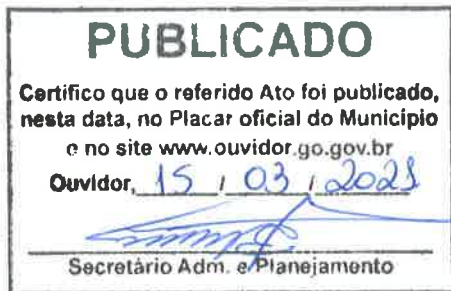 PUBLICADO
Certifico que o referido Ato foi publicado,
nesta data, no Placar oficial do Município
e no site www.ouvidor.go.gov.br
Ouvidor, 15 / 03 / 2021
Secretário Adm. e Planejamento